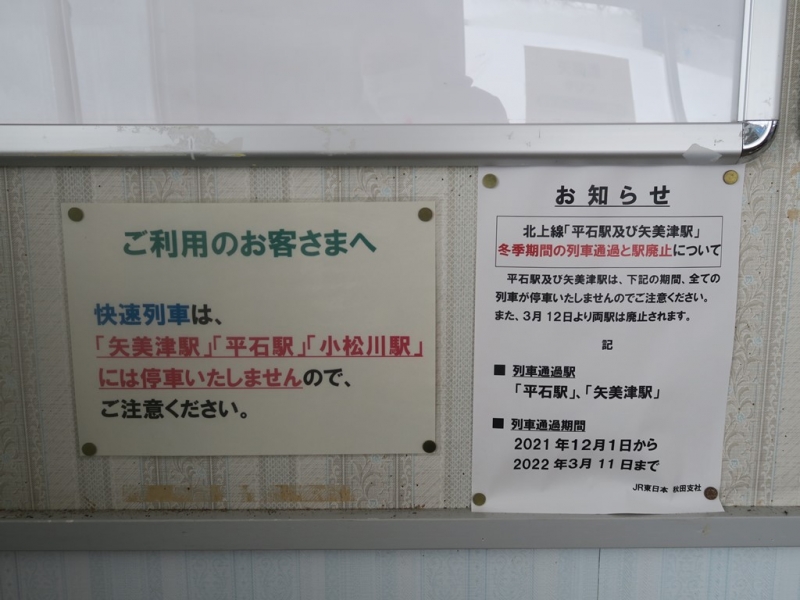 ご利用のお客さまへ
快速列車は、
「矢美津駅」「平石駅」「小松川駅」
には停車いたしませんので、
ご注意ください。
お知らせ
北上線「平石駅及び矢美津駅」
冬季期間の列車通過と駅廃止について
平石駅及び矢美津駅は、下記の期間、全ての
列車が停車いたしませんのでご注意ください。
また、3月12日より両駅は廃止されます。
記
■ 列車通過駅
「平石駅」、「矢美津駅」
■ 列車通過期間
2021年12月1日から
2022年3月11日まで
JR東日本 秋田支社